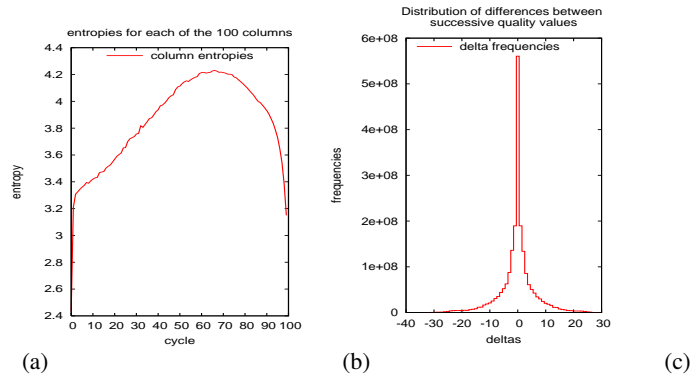 entropies for each of the 100 columns
column entropies
4.4
4.2
4
3.8
3.6
3.4
3.2
3
2.8
2.6
2.4
entropy
0 10 20 30 40 50 60 70 80 90 100
cycle
(a)
Distribution of differences between
successive quality values
delta frequencies
6e+08
5e+08
4e+08
3e+08
2e+08
1e+08
0
frequencies
-40 -30 -20 -10 0 10 20 30
deltas
(b)
(c)